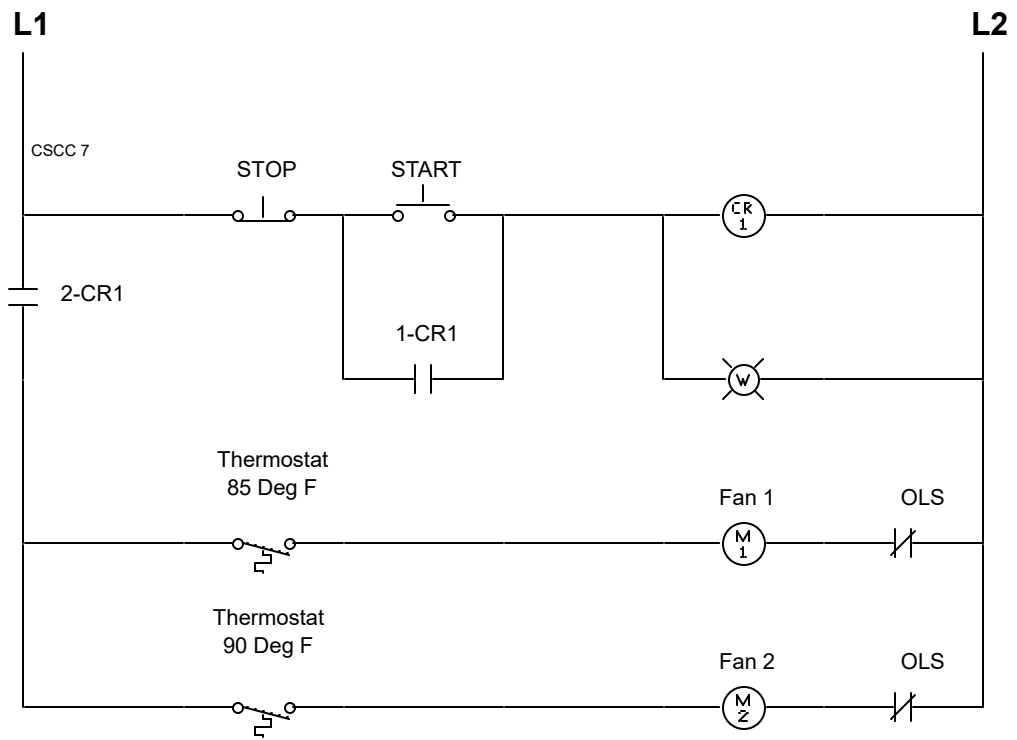 L1
L2
CSCC 7
STOP
START
CR
1
2-CR1
1-CR1
W
Thermostat
85 Deg F
Fan 1
OLS
M
1
Thermostat
90 Deg F
Fan 2
OLS
M
2